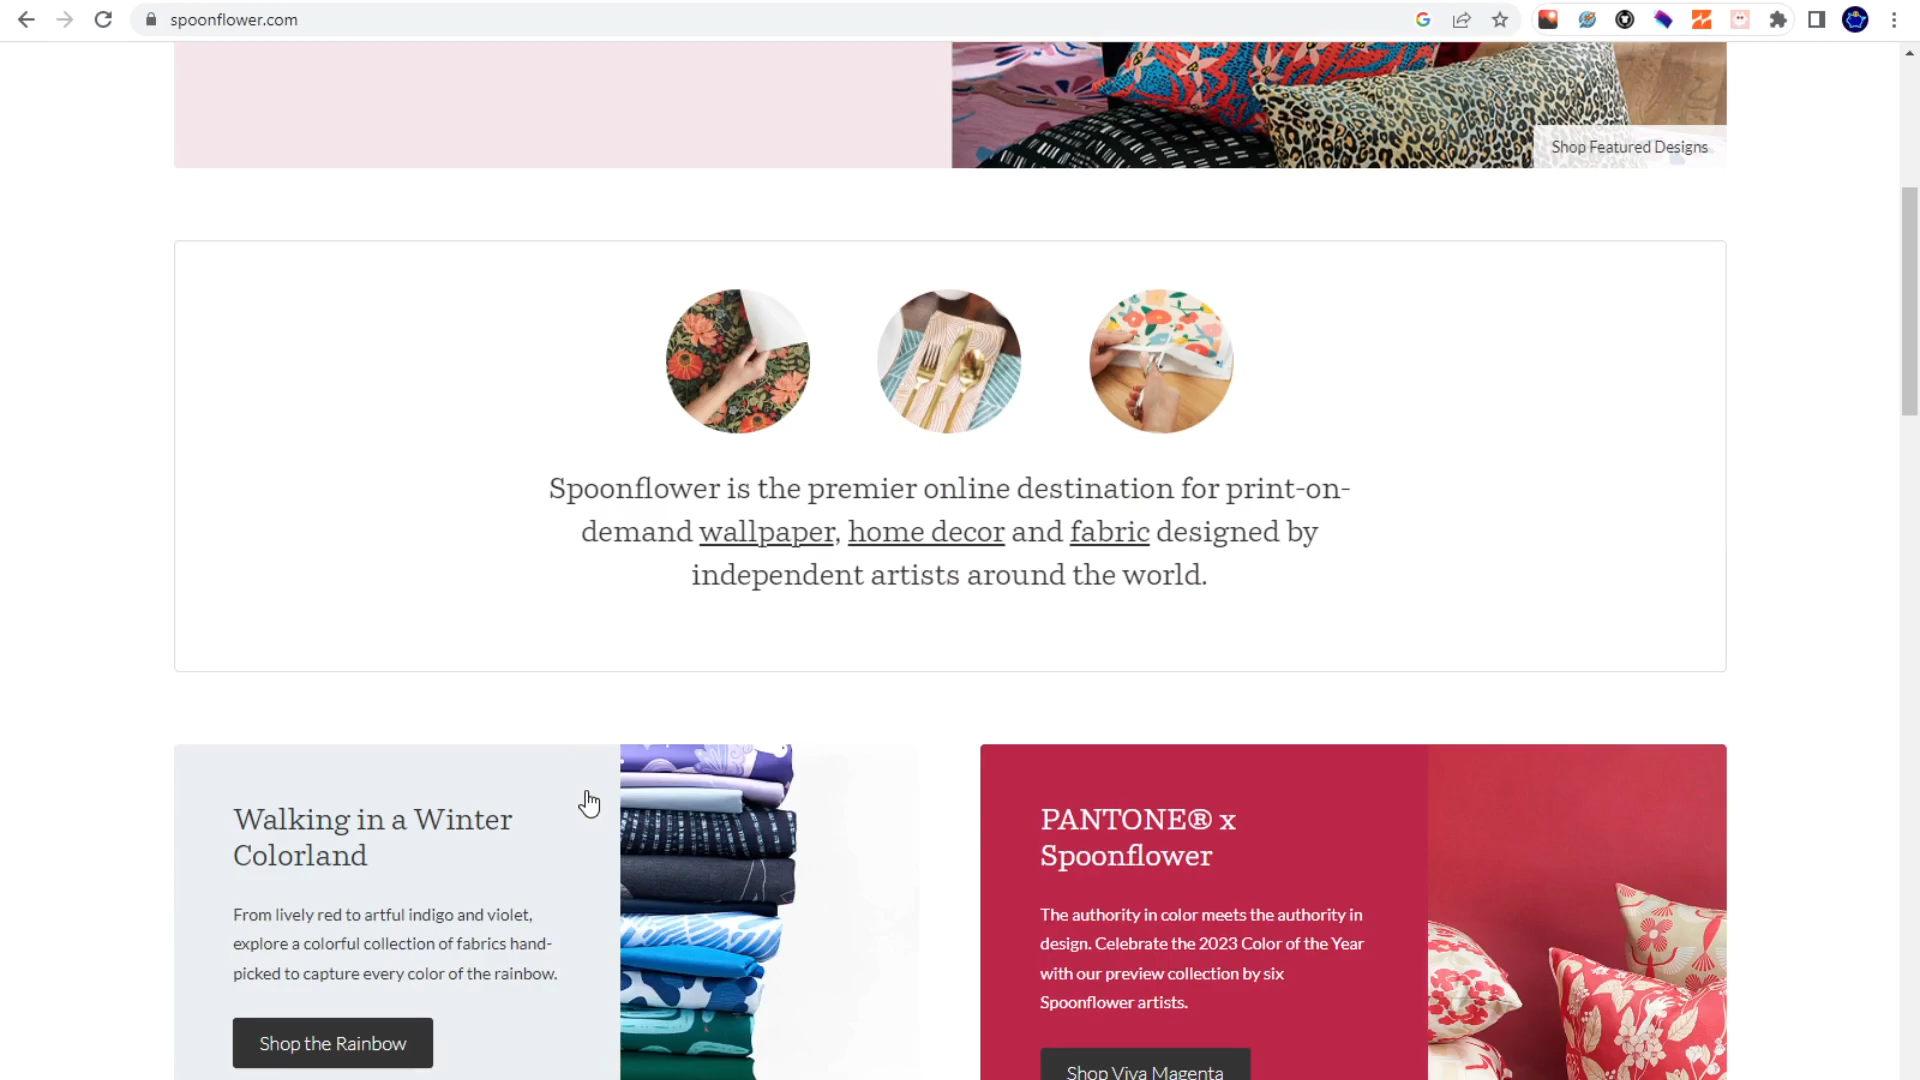 spoonflower.com
Shop Featured Designs
Spoonflower is the premier online destination for print-on-
demand wallpaper, home decor and fabric designed by
independent artists around the world.
Walking in a Winter
Colorland
From lively red to artful indigo and violet,
explore a colorful collection of fabrics hand-
picked to capture every color of the rainbow.
Shop the Rainbow
PANTONE® x
Spoonflower
The authority in color meets the authority in
design. Celebrate the 2023 Color of the Year
with our preview collection by six
Spoonflower artists.
Shop Viva Magenta